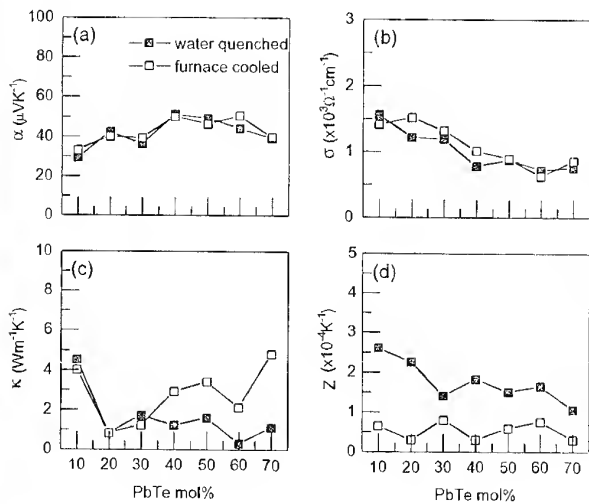 (a)
water quenched
furnace cooled
α (μVK⁻¹)
100
80
60
40
20
0
(b)
σ (x10³Ω⁻¹cm⁻¹)
3
2
1
0
(c)
κ (Wm⁻¹K⁻¹)
10
8
6
4
2
0
10 20 30 40 50 60 70
PbTe mol%
(d)
Z (x10⁻⁴K⁻¹)
5
4
3
2
1
0
10 20 30 40 50 60 70
PbTe mol%